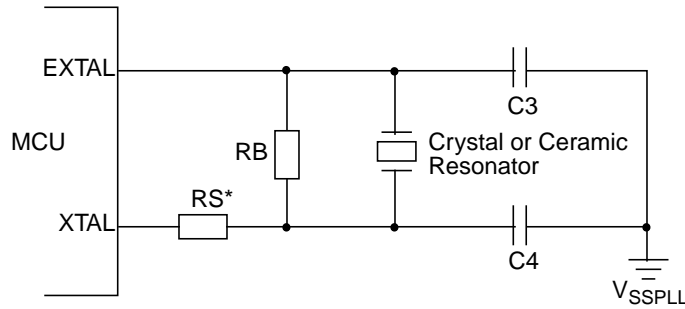 EXTAL
C3
MCU
RB
Crystal or Ceramic
Resonator
RS*
XTAL
C4
VSSPLL